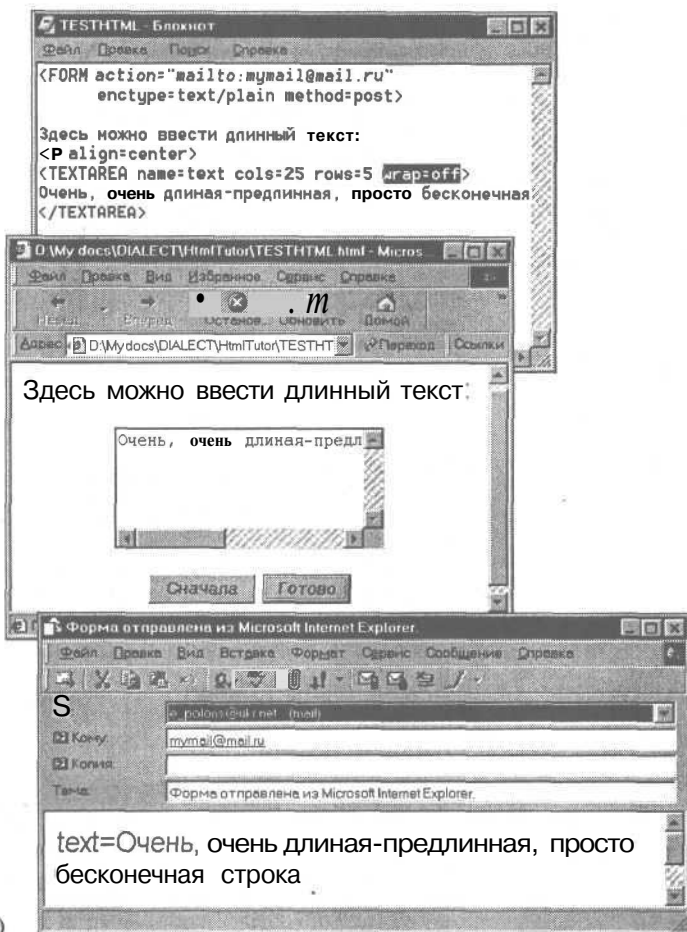 TESTHTML - Блокнот
Файл Правка Поиск Справка
<FORM action="mailto:mymail@mail.ru"
enctype=text/plain method=post>
Здесь можно ввести длинный текст:
<P align=center>
<TEXTAREA name=text cols=25 rows=5 wrap=off>
Очень, очень длиная-предлинная, просто бесконечная
</TEXTAREA>
D:\My docs\DIALECT\HtmlTutor\TESTHTML.html - Micros
Файл Правка Вид Избранное Сервис Справка
• . m
Назад Вперед Останов.. Обновить Домой
Адрес D:\My docs\DIALECT\HtmlTutor\TESTHT Переход Ссылки
Здесь можно ввести длинный текст:
Очень, очень длиная-предл
Сначала Готово
Форма отправлена из Microsoft Internet Explorer.
Файл Правка Вид Вставка Формат Сервис Сообщение Справка
S
Кому: mymail@mail.ru
Копия:
Тема: Форма отправлена из Microsoft Internet Explorer.
text=Очень, очень длиная-предлинная, просто
бесконечная строка